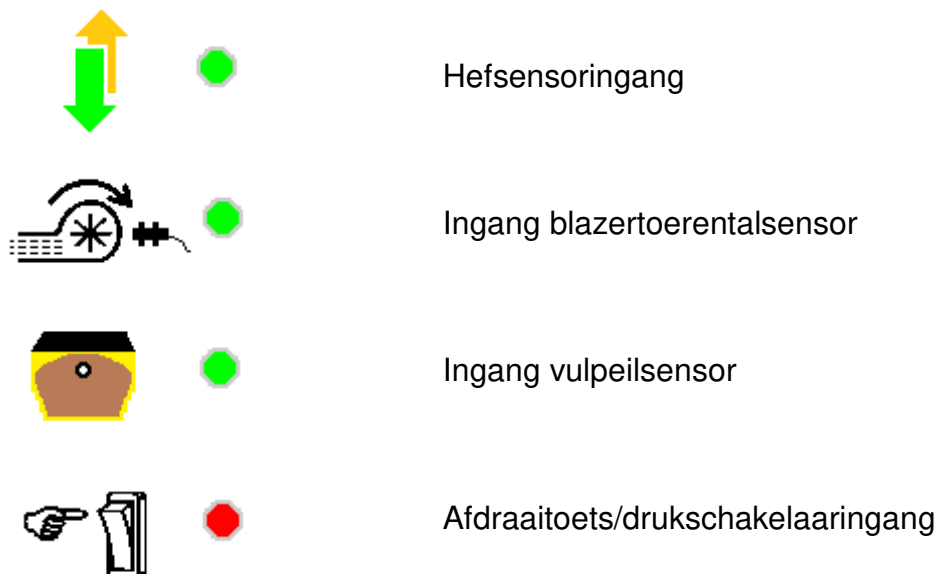 Hefsensoringang
Ingang blazertoerentalsensor
Ingang vulpeilsensor
Afdraaitoets/drukschakelaaringang